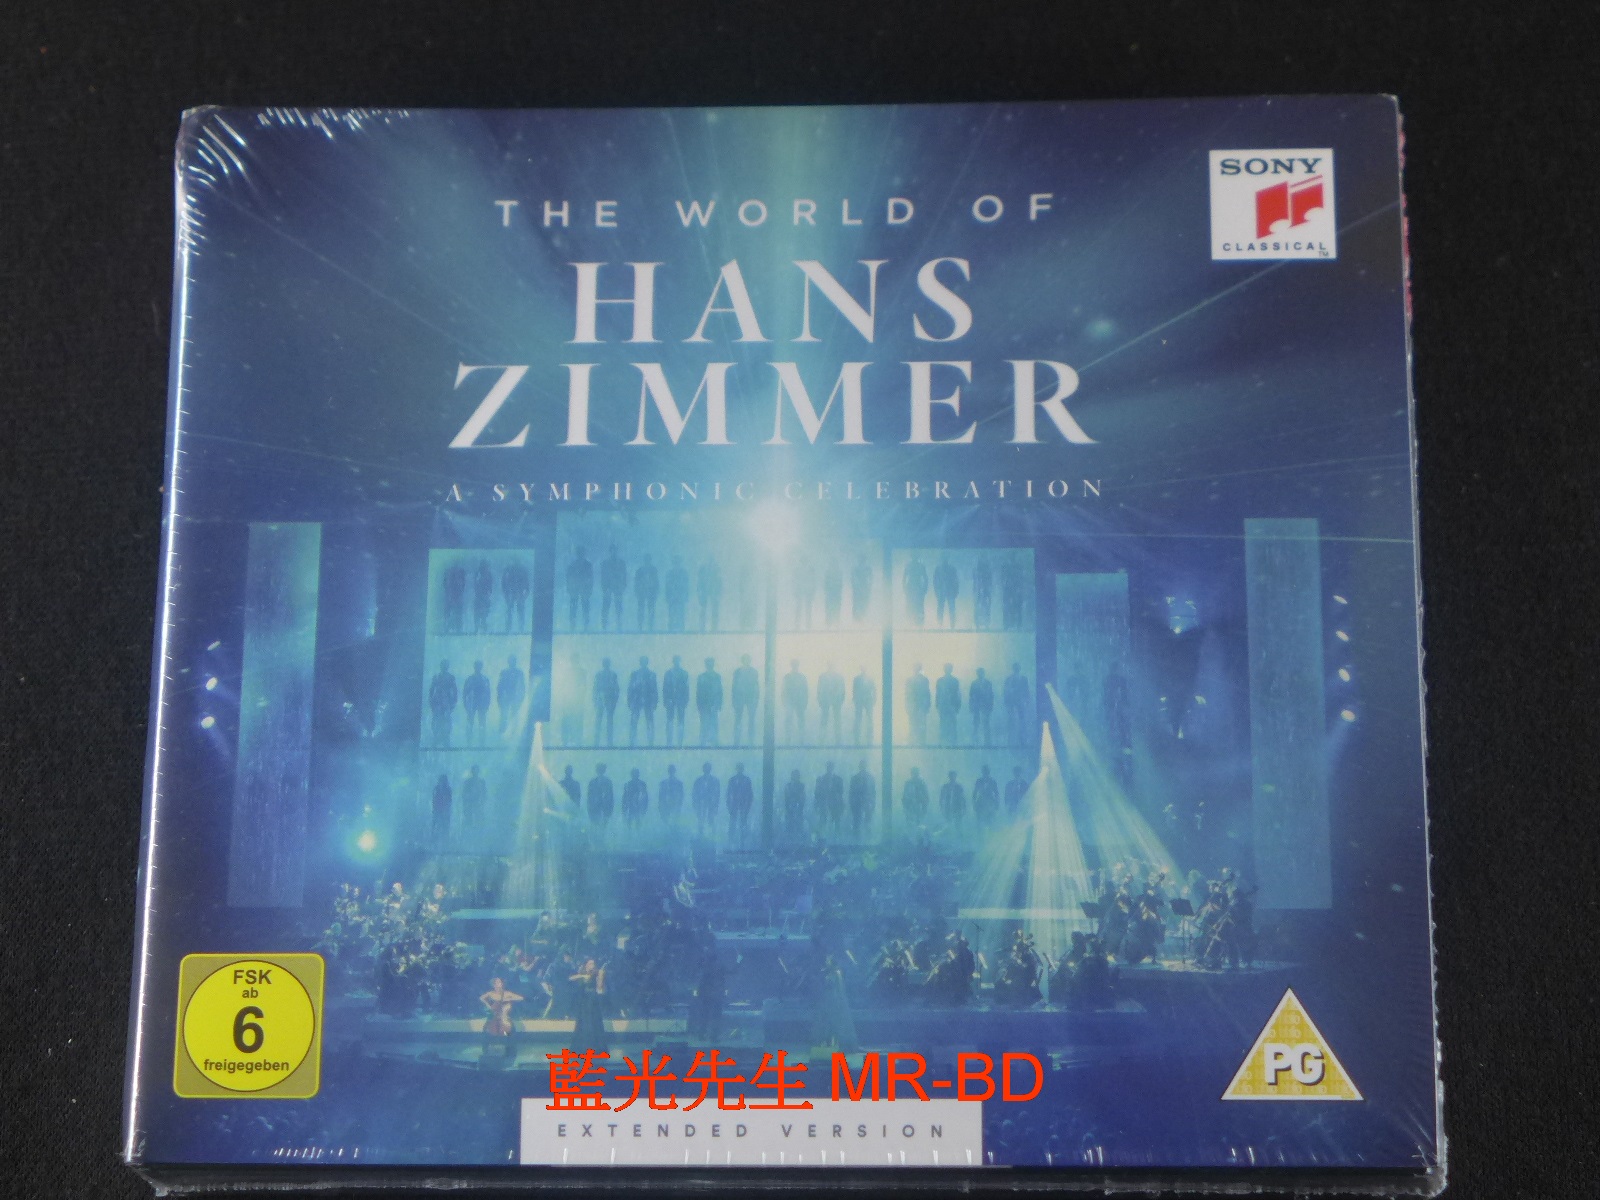 THE WORLD OF
HANS
ZIMMER
A SYMPHONIC CELEBRATION
SONY
CLASSICAL TM
FSK
ab
6
freigegeben
PG
藍光先生 MR-BD
EXTENDED VERSION